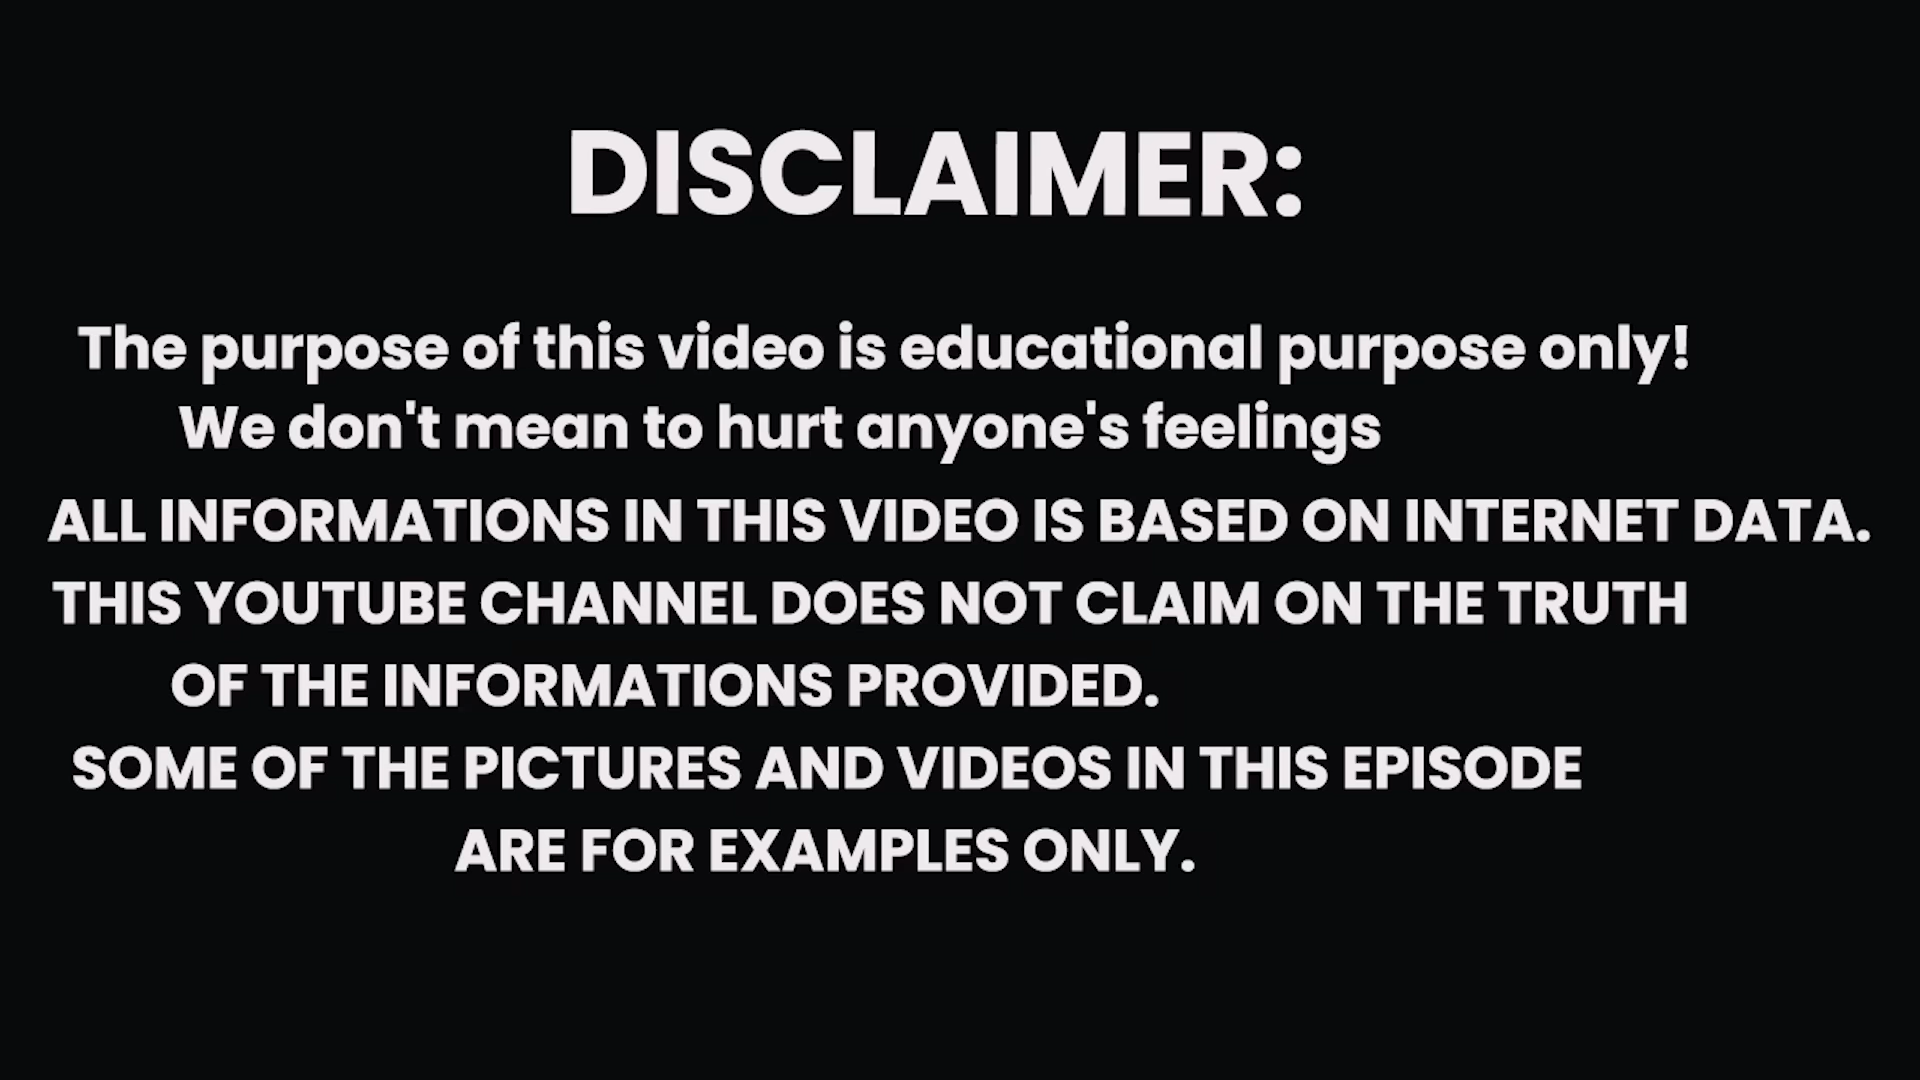 DISCLAIMER:
The purpose of this video is educational purpose only!
We don't mean to hurt anyone's feelings
ALL INFORMATIONS IN THIS VIDEO IS BASED ON INTERNET DATA.
THIS YOUTUBE CHANNEL DOES NOT CLAIM ON THE TRUTH
OF THE INFORMATIONS PROVIDED.
SOME OF THE PICTURES AND VIDEOS IN THIS EPISODE
ARE FOR EXAMPLES ONLY.